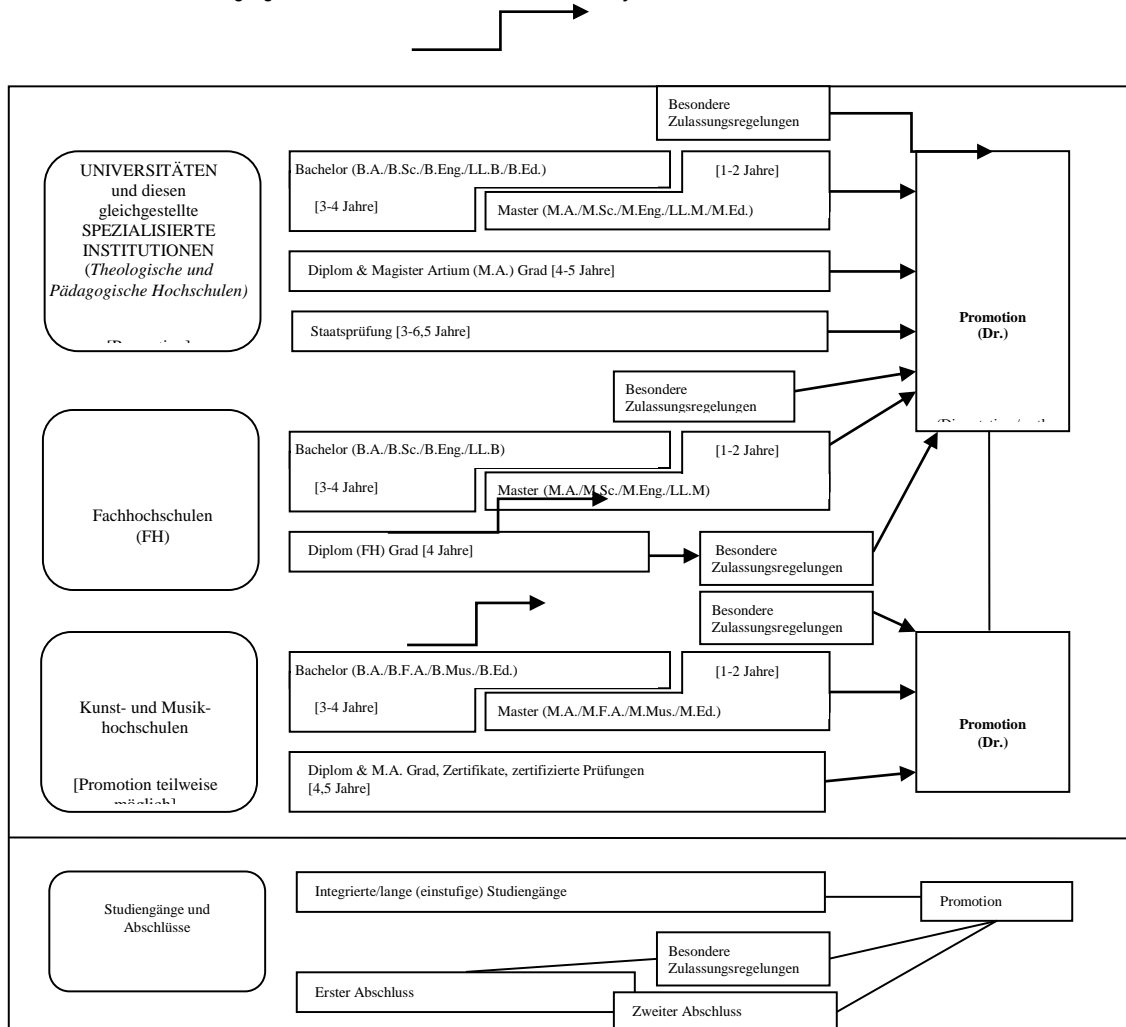 Besondere
Zulassungsregelungen
UNIVERSITÄTEN
und diesen
gleichgestellte
SPEZIALISIERTE
INSTITUTIONEN
(Theologische und
Pädagogische Hochschulen)
Bachelor (B.A./B.Sc./B.Eng./LL.B./B.Ed.)
[1-2 Jahre]
[3-4 Jahre]
Master (M.A./M.Sc./M.Eng./LL.M./M.Ed.)
Diplom & Magister Artium (M.A.) Grad [4-5 Jahre]
Staatsprüfung [3-6,5 Jahre]
Promotion
(Dr.)
Besondere
Zulassungsregelungen
Fachhochschulen
(FH)
Bachelor (B.A./B.Sc./B.Eng./LL.B)
[1-2 Jahre]
[3-4 Jahre]
Master (M.A./M.Sc./M.Eng./LL.M)
Diplom (FH) Grad [4 Jahre]
Besondere
Zulassungsregelungen
Besondere
Zulassungsregelungen
Kunst- und Musik-
hochschulen
[Promotion teilweise
möglich]
Bachelor (B.A./B.F.A./B.Mus./B.Ed.)
[1-2 Jahre]
[3-4 Jahre]
Master (M.A./M.F.A./M.Mus./M.Ed.)
Diplom & M.A. Grad, Zertifikate, zertifizierte Prüfungen
[4,5 Jahre]
Promotion
(Dr.)
Studiengänge und
Abschlüsse
Integrierte/lange (einstufige) Studiengänge
Promotion
Besondere
Zulassungsregelungen
Erster Abschluss
Zweiter Abschluss